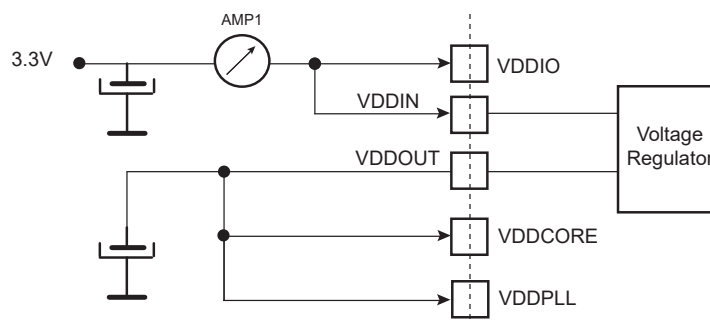 AMP1
3.3V
VDDIO
VDDIN
Voltage
Regulator
VDDOUT
VDDCORE
VDDPLL